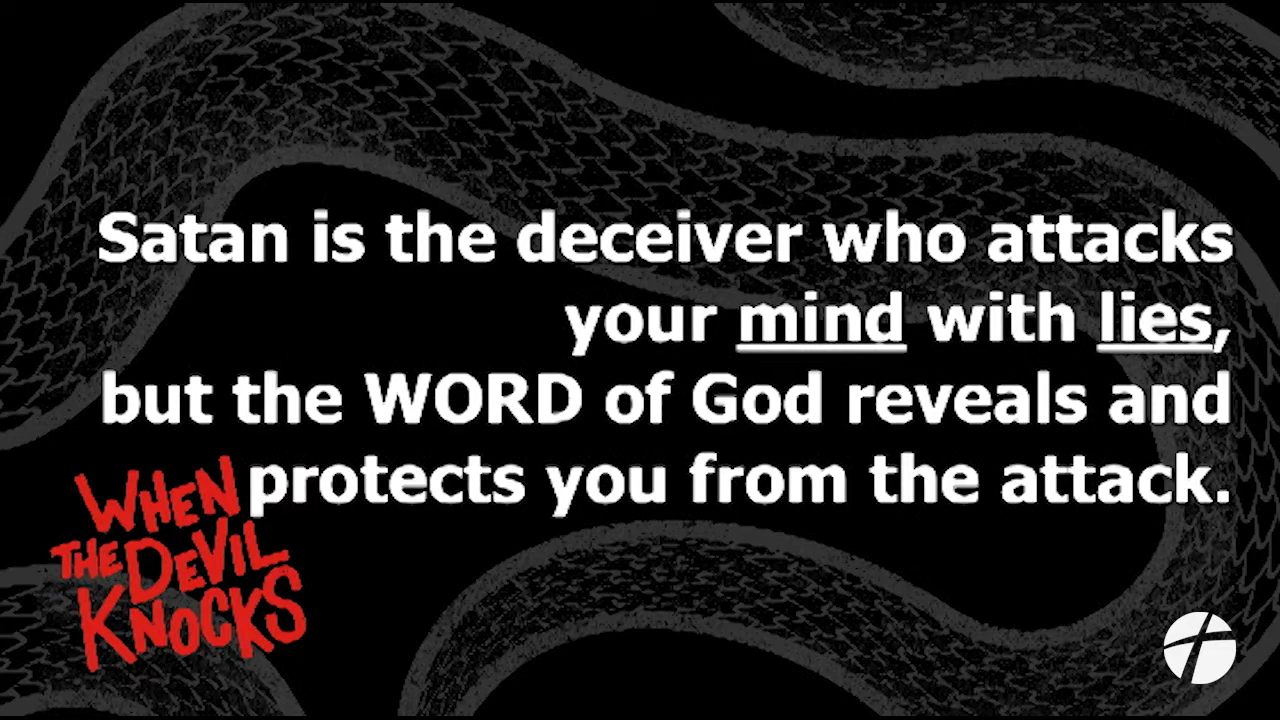 Satan is the deceiver who attacks
your mind with lies,
but the WORD of God reveals and
protects you from the attack.
WHEN
THE DEVIL
KNOCKS